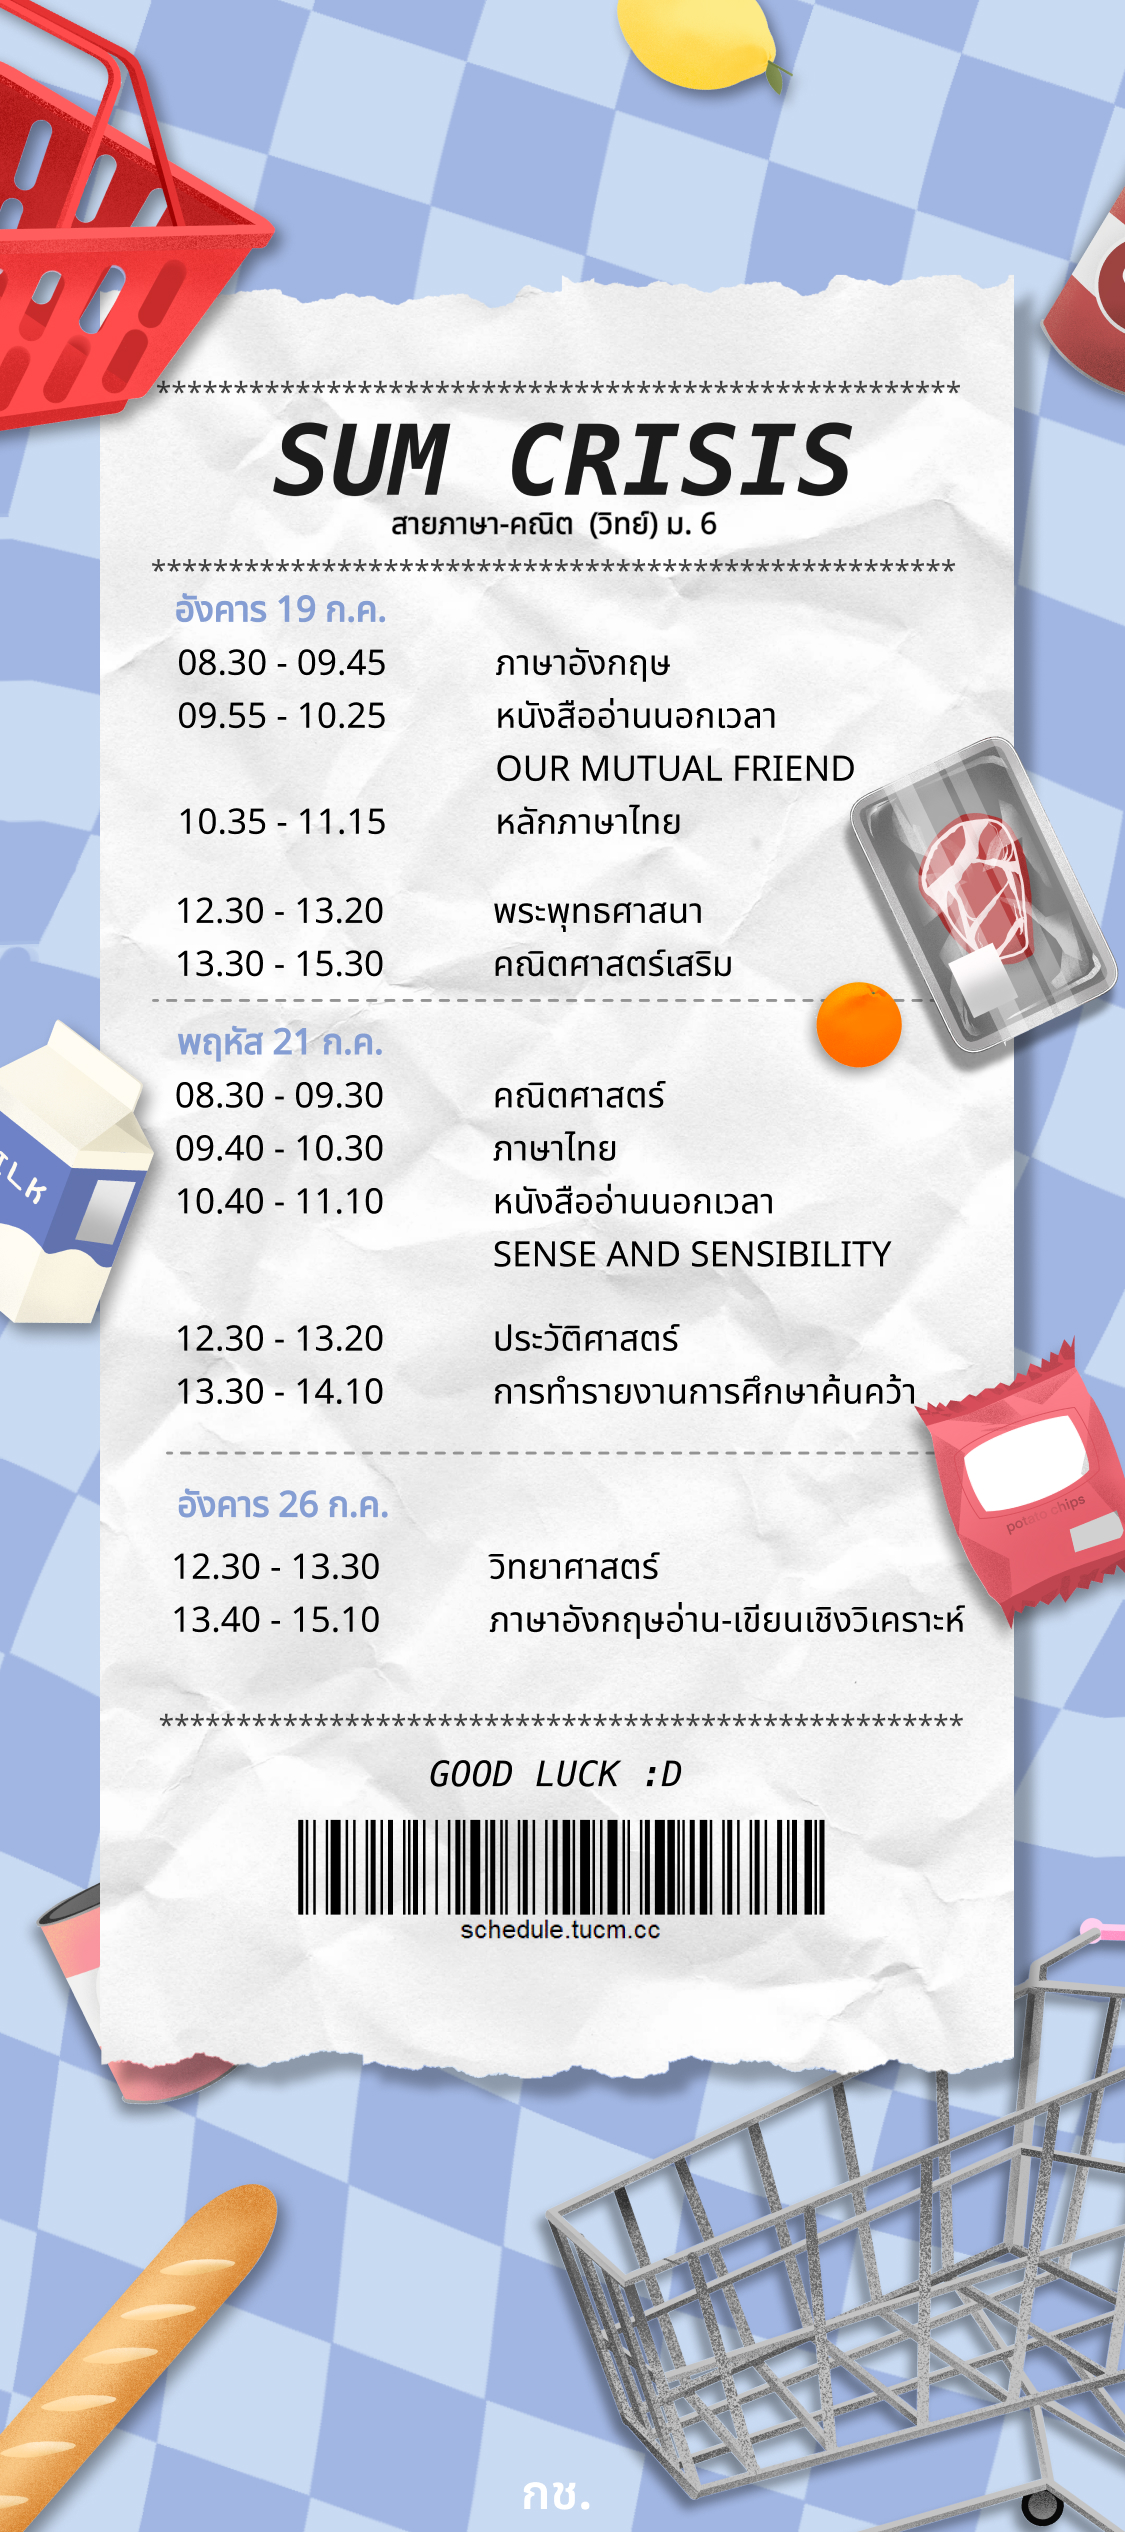 ****************************************************
SUM CRISIS
สายภาษา-คณิต (วิทย์) ม. 6
****************************************************
อังคาร 19 ก.ค.
08.30 - 09.45 ภาษาอังกฤษ
09.55 - 10.25 หนังสืออ่านนอกเวลา
OUR MUTUAL FRIEND
10.35 - 11.15 หลักภาษาไทย
12.30 - 13.20 พระพุทธศาสนา
13.30 - 15.30 คณิตศาสตร์เสริม
พฤหัส 21 ก.ค.
08.30 - 09.30 คณิตศาสตร์
09.40 - 10.30 ภาษาไทย
10.40 - 11.10 หนังสืออ่านนอกเวลา
SENSE AND SENSIBILITY
12.30 - 13.20 ประวัติศาสตร์
13.30 - 14.10 การทำรายงานการศึกษาค้นคว้า
potato chips
อังคาร 26 ก.ค.
12.30 - 13.30 วิทยาศาสตร์
13.40 - 15.10 ภาษาอังกฤษอ่าน-เขียนเชิงวิเคราะห์
****************************************************
GOOD LUCK :D
schedule.tucm.cc
กช.